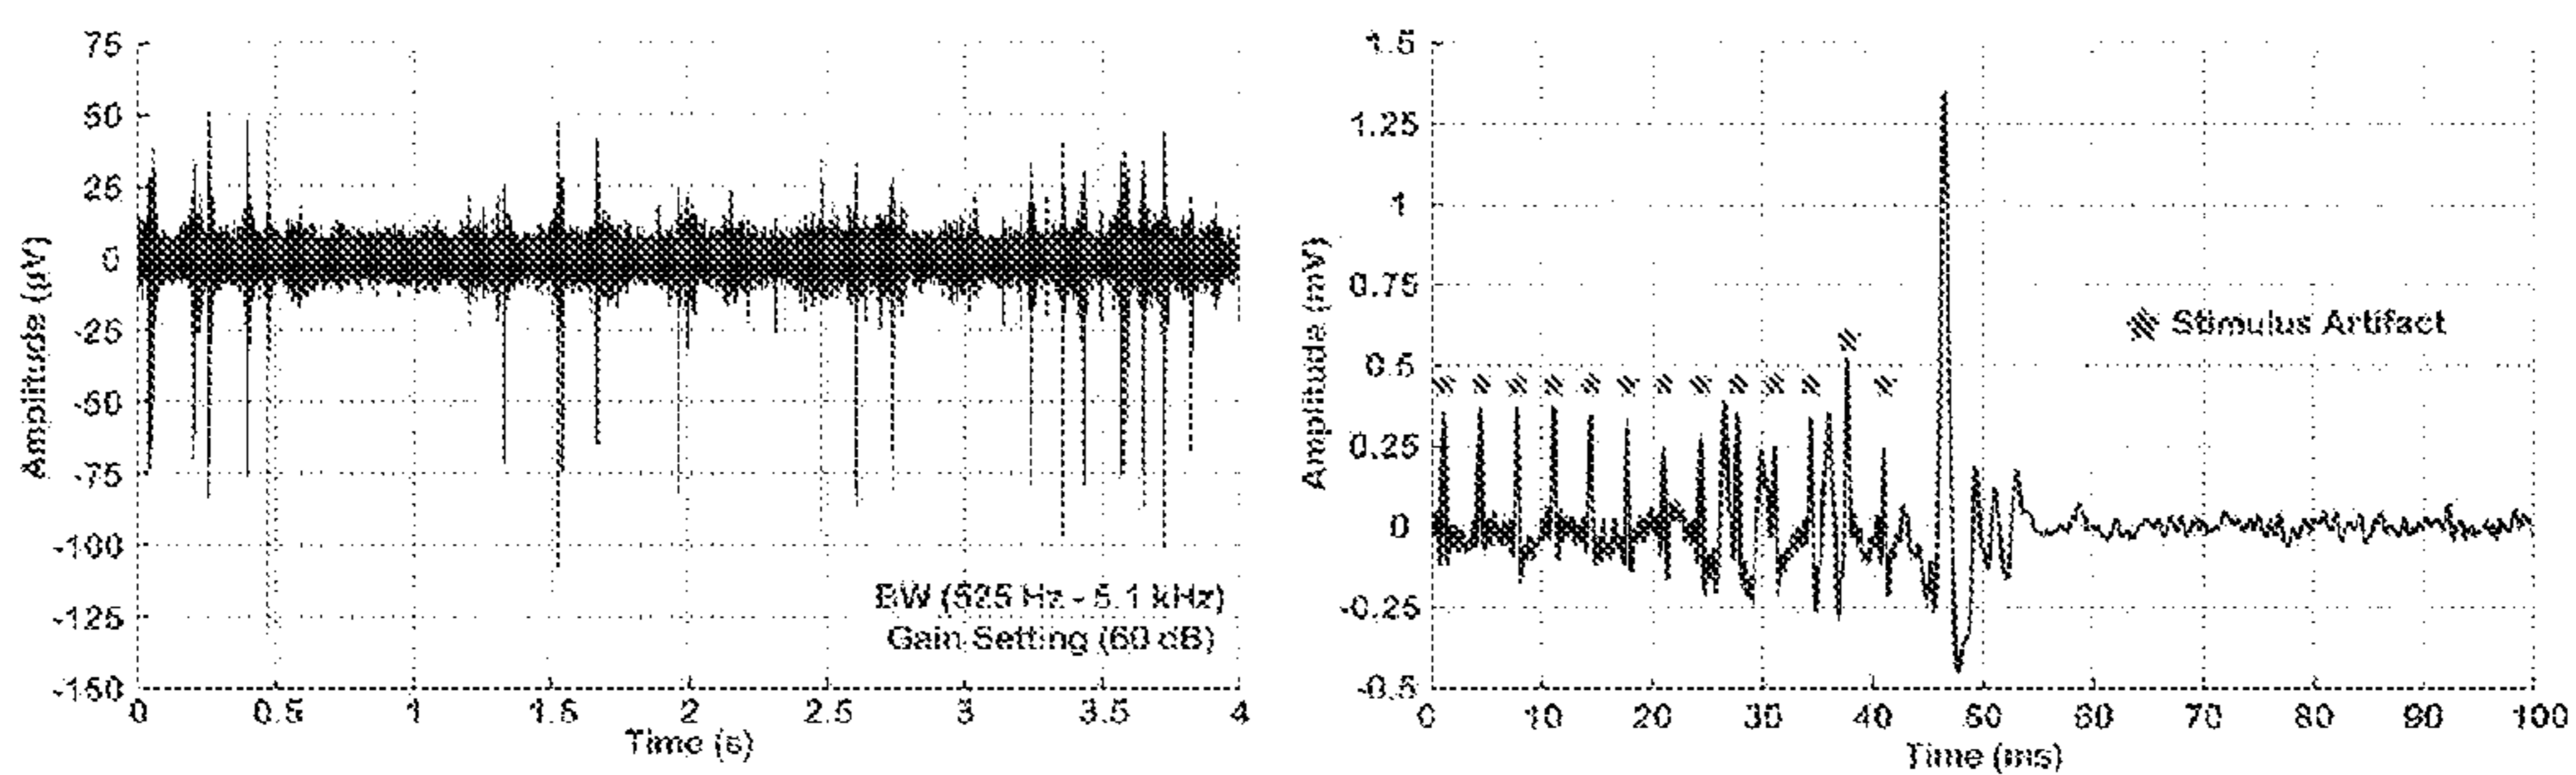 75
50
25
0
-25
-50
-75
-100
-125
-150
Amplitude (µV)
0 0.5 1 1.5 2 2.5 3 3.5 4
Time (s)
BW (525 Hz - 5.1 kHz)
Gain Setting (60 dB)
1.5
1.25
1
0.75
0.5
0.25
0
-0.25
-0.5
Amplitude (mV)
Stimulus Artifact
0 10 20 30 40 50 60 70 80 90 100
Time (ms)